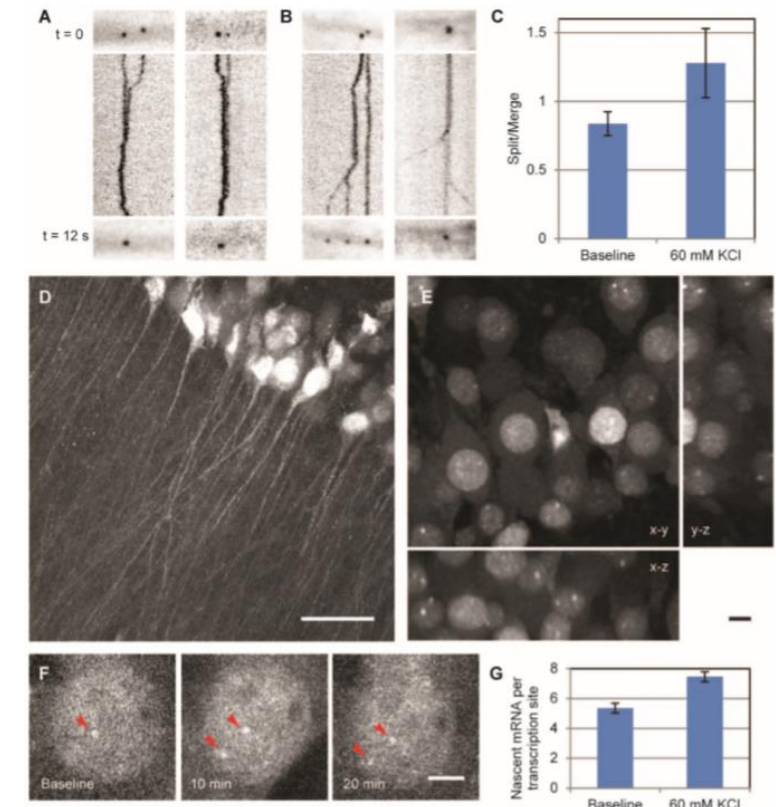 A
B
C
t = 0
t = 12 s
Split/Merge
1.5
1
0.5
0
Baseline
60 mM KCl
D
E
x-y
y-z
x-z
F
Baseline
10 min
20 min
G
Nascent mRNA per
transcription site
8
6
4
2
0
Baseline
60 mM KCl